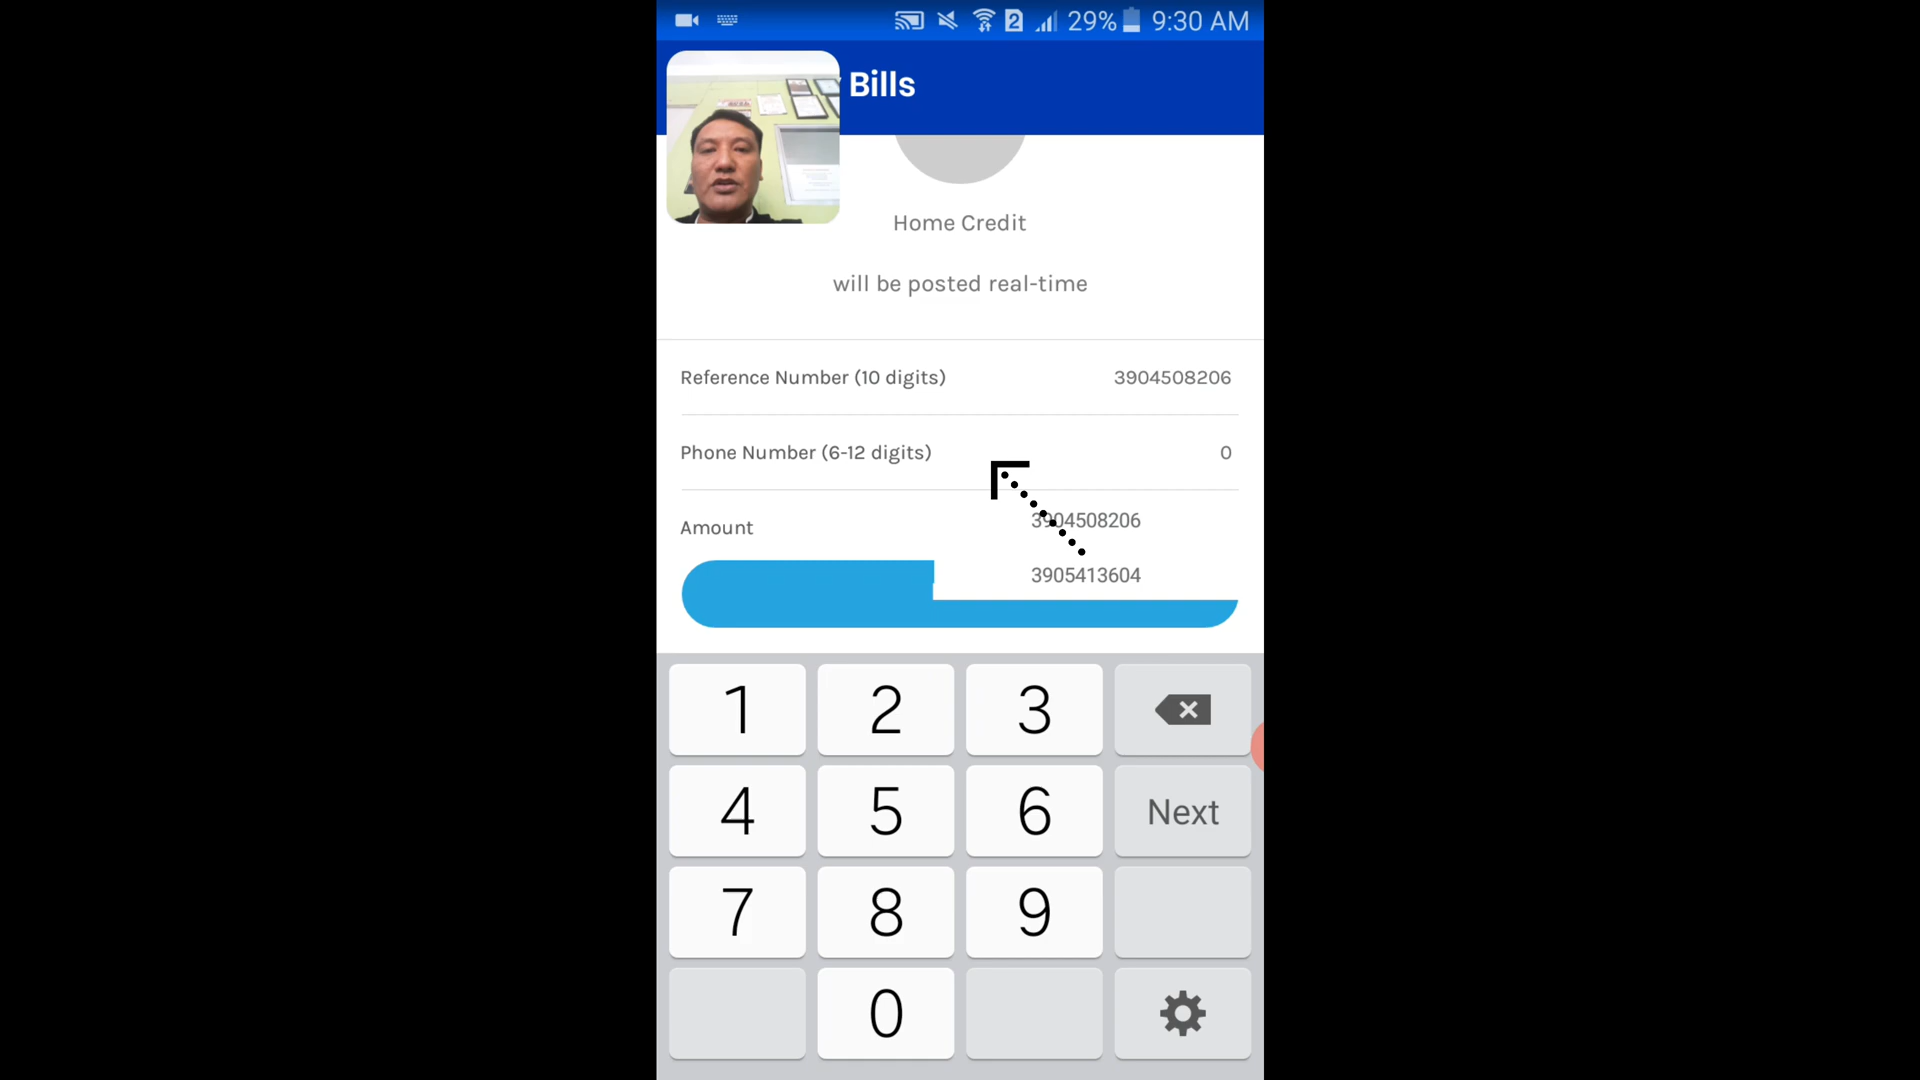 2 29% 9:30 AM
Bills
Home Credit
will be posted real-time
Reference Number (10 digits) 3904508206
Phone Number (6-12 digits) 0
Amount 3904508206
3905413604
1 2 3
4 5 6 Next
7 8 9
0